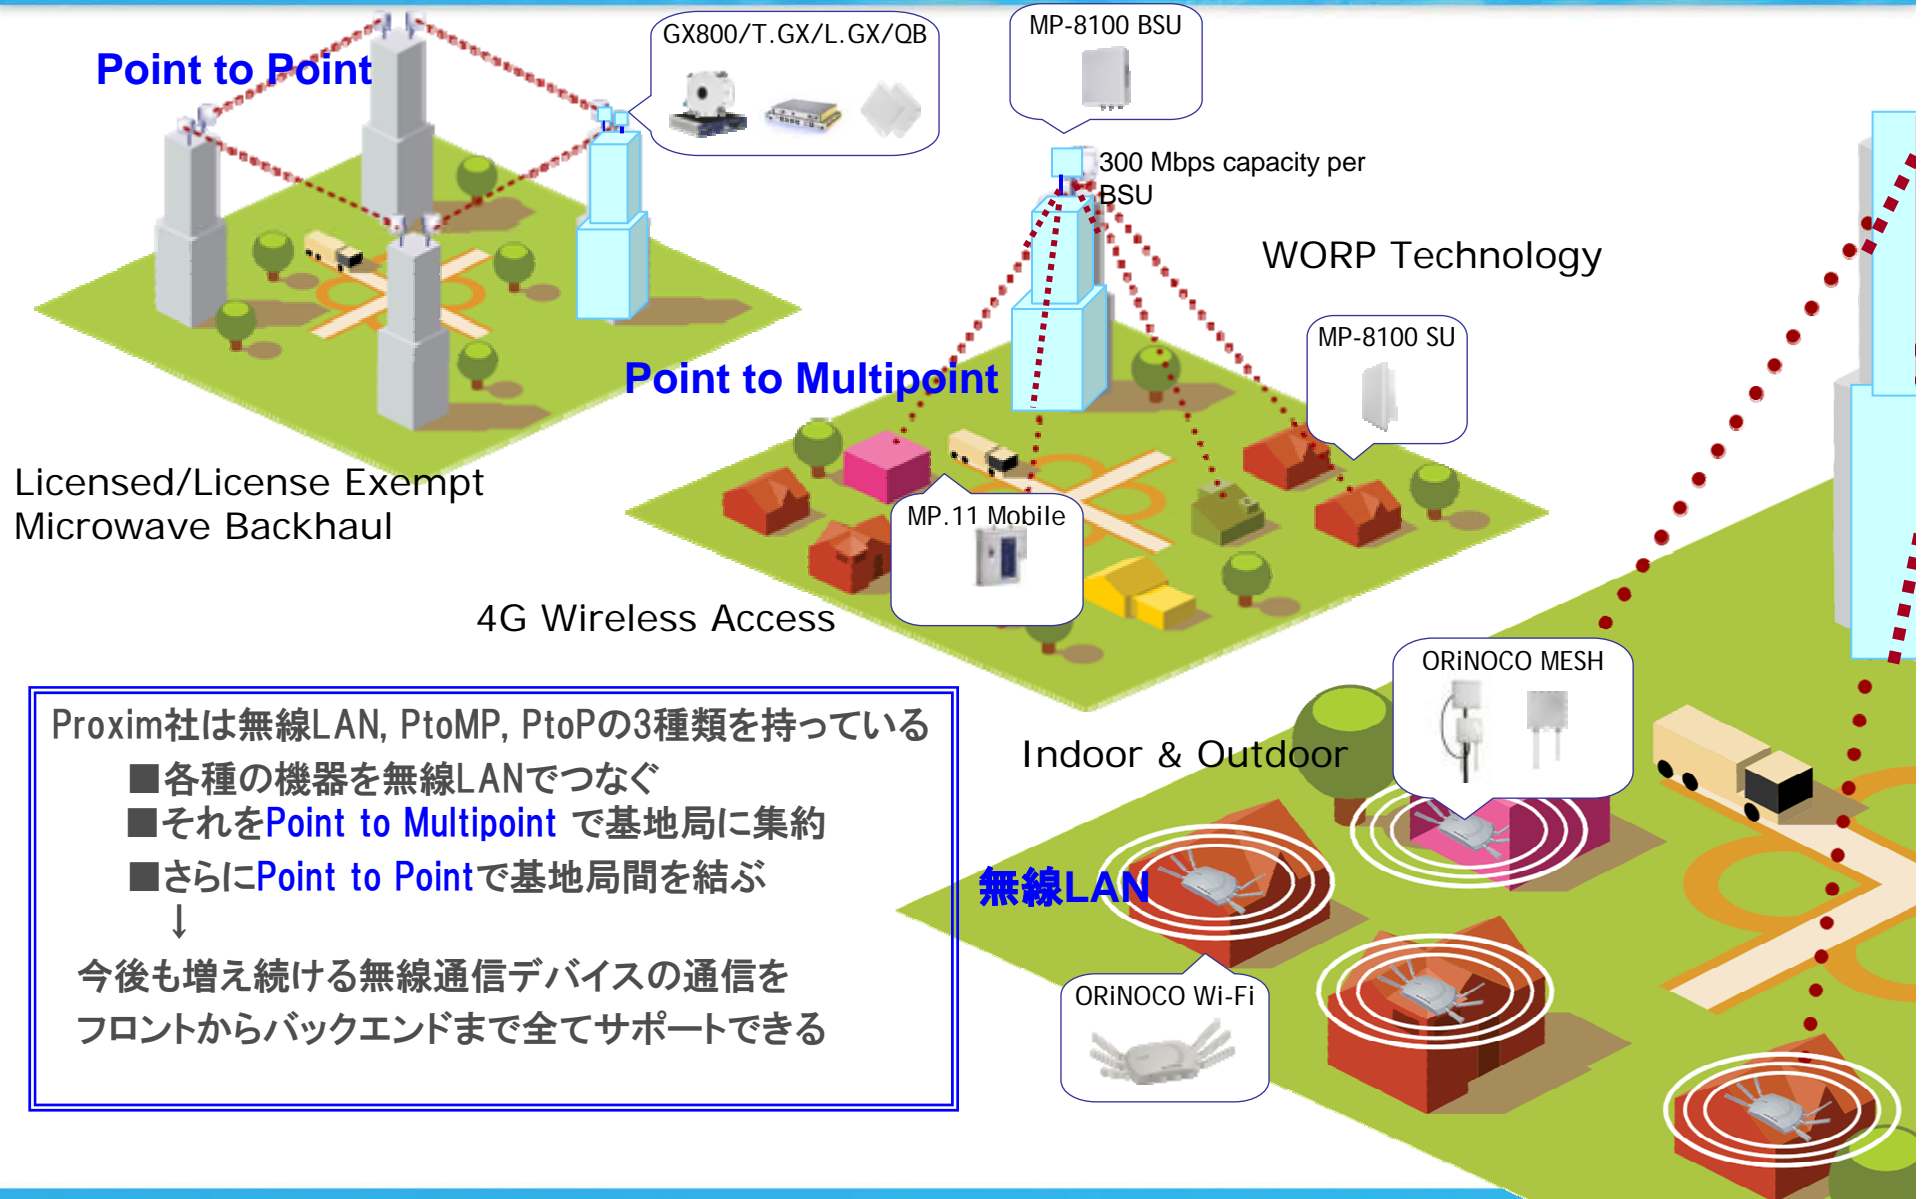 Point to Point
GX800/T.GX/L.GX/QB
MP-8100 BSU
300 Mbps capacity per
BSU
WORP Technology
MP-8100 SU
Point to Multipoint
Licensed/License Exempt
Microwave Backhaul
MP.11 Mobile
4G Wireless Access
ORiNOCO MESH
Indoor & Outdoor
Proxim社は無線LAN, PtoMP, PtoPの3種類を持っている
■各種の機器を無線LANでつなぐ
■それをPoint to Multipoint で基地局に集約
■さらにPoint to Pointで基地局間を結ぶ
↓
今後も増え続ける無線通信デバイスの通信を
フロントからバックエンドまで全てサポートできる
無線LAN
ORiNOCO Wi-Fi